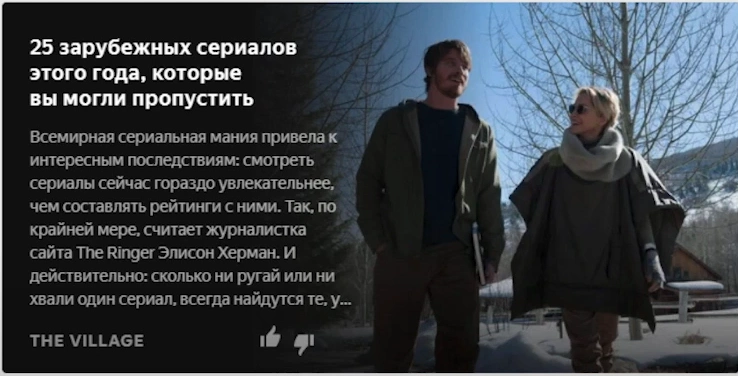 25 зарубежных сериалов
этого года, которые
вы могли пропустить
Всемирная сериальная мания привела к
интересным последствиям: смотреть
сериалы сейчас гораздо увлекательнее,
чем составлять рейтинги с ними. Так, по
крайней мере, считает журналистка
сайта The Ringer Элисон Херман. И
действительно: сколько ни ругай или ни
хвали один сериал, всегда найдутся те, у...
THE VILLAGE